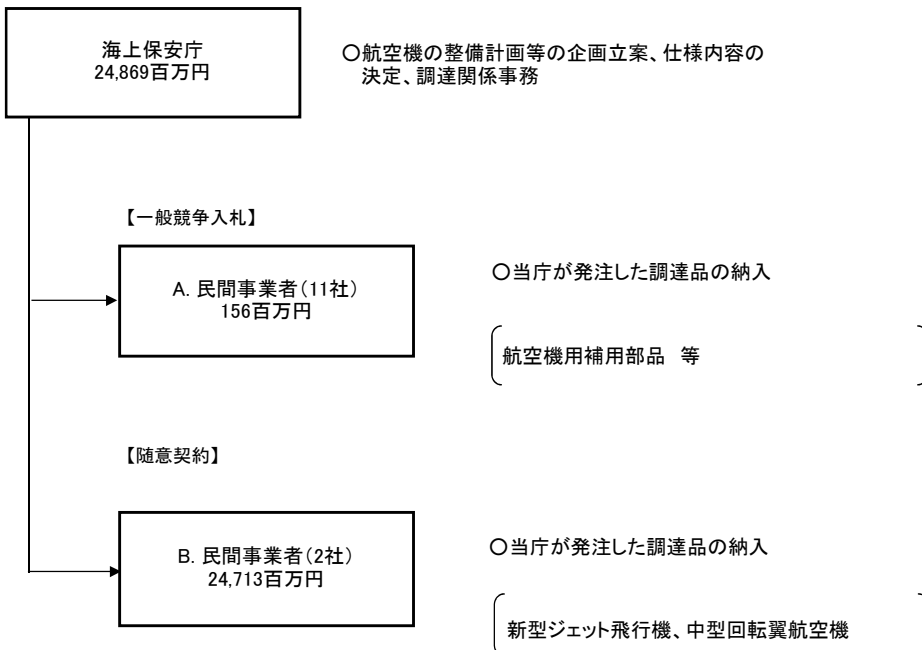 海上保安庁
24,869百万円
○航空機の整備計画等の企画立案、仕様内容の
決定、調達関係事務
【一般競争入札】
A. 民間事業者(11社)
156百万円
○当庁が発注した調達品の納入
航空機用補用部品　等
【随意契約】
B. 民間事業者(2社)
24,713百万円
○当庁が発注した調達品の納入
新型ジェット飛行機、中型回転翼航空機